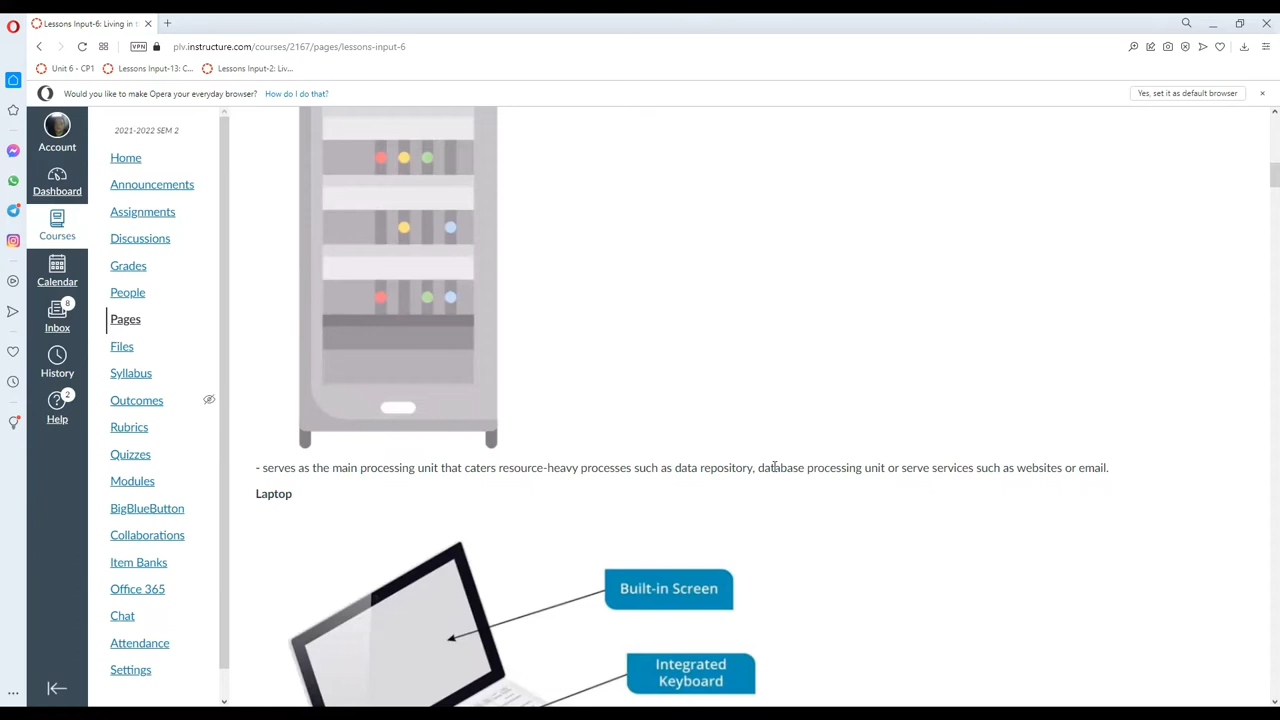 Lessons Input-6: Living in
VPN
plv.instructure.com/courses/2167/pages/lessons-input-6
Unit 6 - CP1
Lessons Input-13: C...
Lessons Input-2: Liv...
Would you like to make Opera your everyday browser?
How do I do that?
Yes, set it as default browser
Account
Dashboard
Courses
Calendar
8
Inbox
History
2
Help
2021-2022 SEM 2
Home
Announcements
Assignments
Discussions
Grades
People
Pages
Files
Syllabus
Outcomes
Rubrics
Quizzes
Modules
BigBlueButton
Collaborations
Item Banks
Office 365
Chat
Attendance
Settings
- serves as the main processing unit that caters resource-heavy processes such as data repository, database processing unit or serve services such as websites or email.
Laptop
Built-in Screen
Integrated
Keyboard